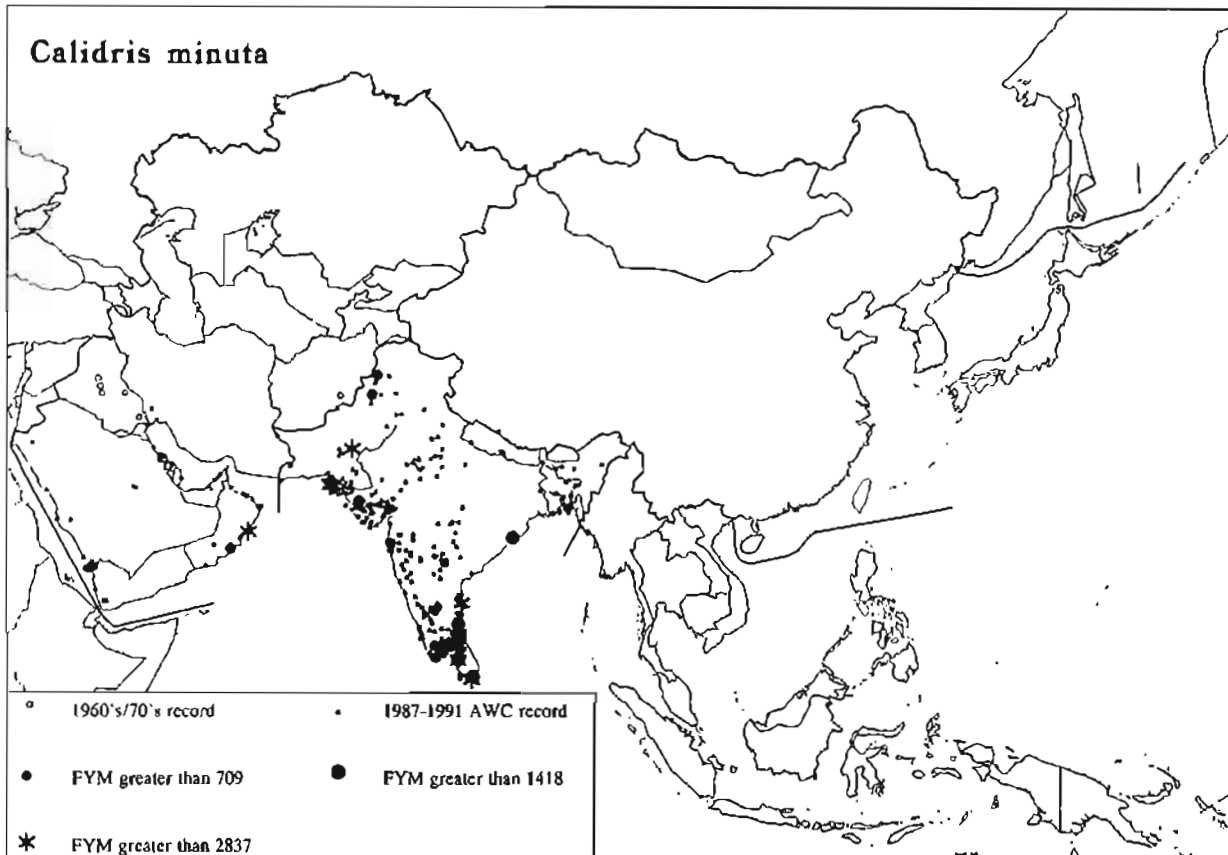 Calidris minuta
1960's/70's record
1987-1991 AWC record
FYM greater than 709
FYM greater than 1418
FYM greater than 2837